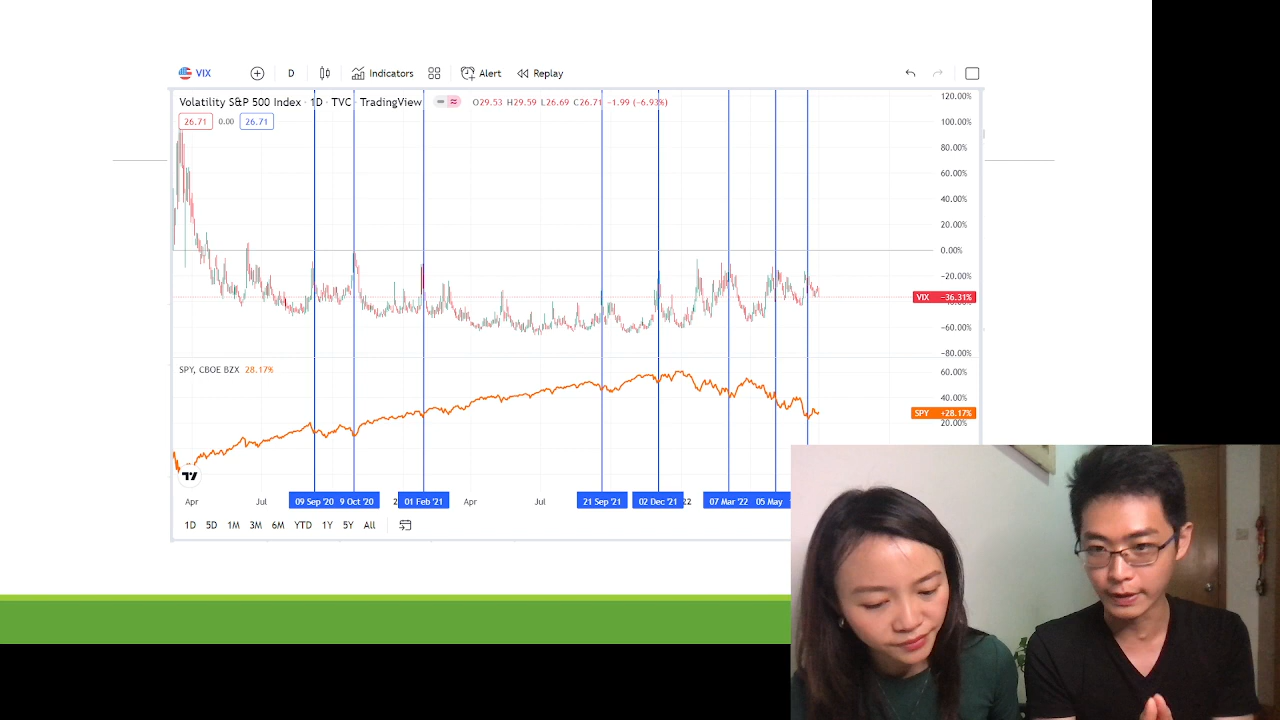 VIX D Indicators Alert Replay
Volatility S&P 500 Index · 1D · TVC · TradingView O29.53 H29.59 L26.69 C26.71 −1.99 (−6.93%)
26.71 0.00 26.71
120.00%
100.00%
80.00%
60.00%
40.00%
20.00%
0.00%
−20.00%
VIX −36.31%
−60.00%
−80.00%
SPY, CBOE BZX 28.17%
60.00%
40.00%
SPY +28.17%
20.00%
Apr Jul 09 Sep '20 9 Oct '20 2 01 Feb '21 Apr Jul 21 Sep '21 02 Dec '21 22 07 Mar '22 05 May
1D 5D 1M 3M 6M YTD 1Y 5Y All